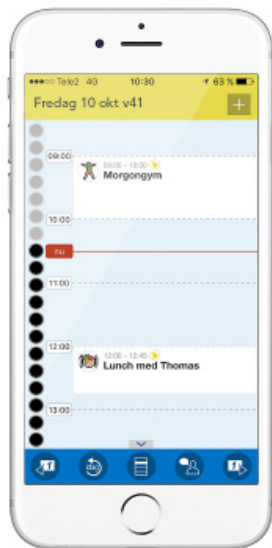 Tele2 4G 10:30 63 %
Fredag 10 okt v41
+
09:00
09:00 – 10:00
Morgongym
10:00
nu
11:00
12:00
12:00 – 12:45
Lunch med Thomas
13:00